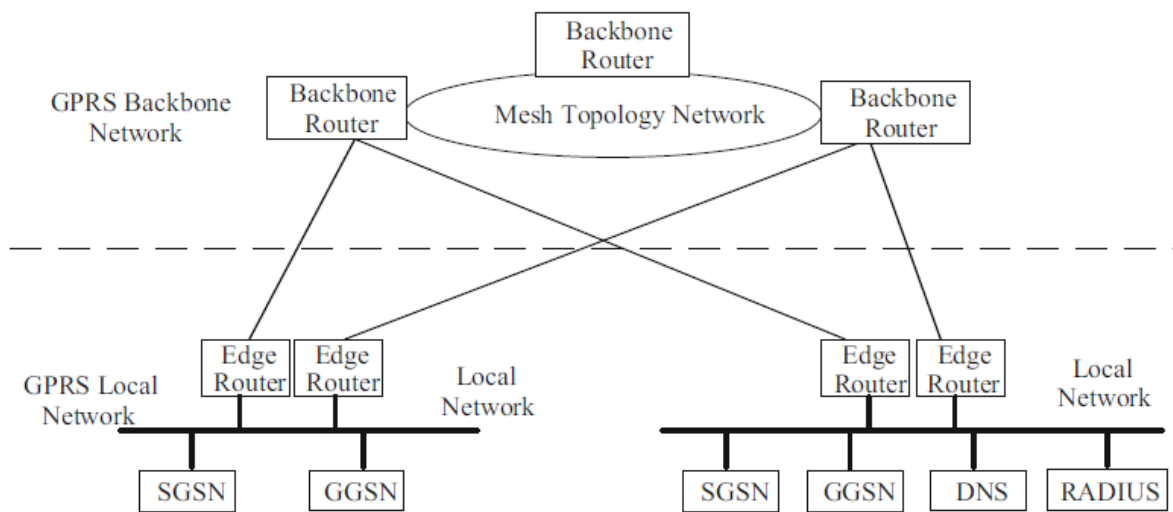 Backbone
Router
GPRS Backbone
Network
Backbone
Router
Mesh Topology Network
Backbone
Router
Edge
Router
Edge
Router
Edge
Router
Edge
Router
GPRS Local
Network
Local
Network
Local
Network
SGSN
GGSN
SGSN
GGSN
DNS
RADIUS